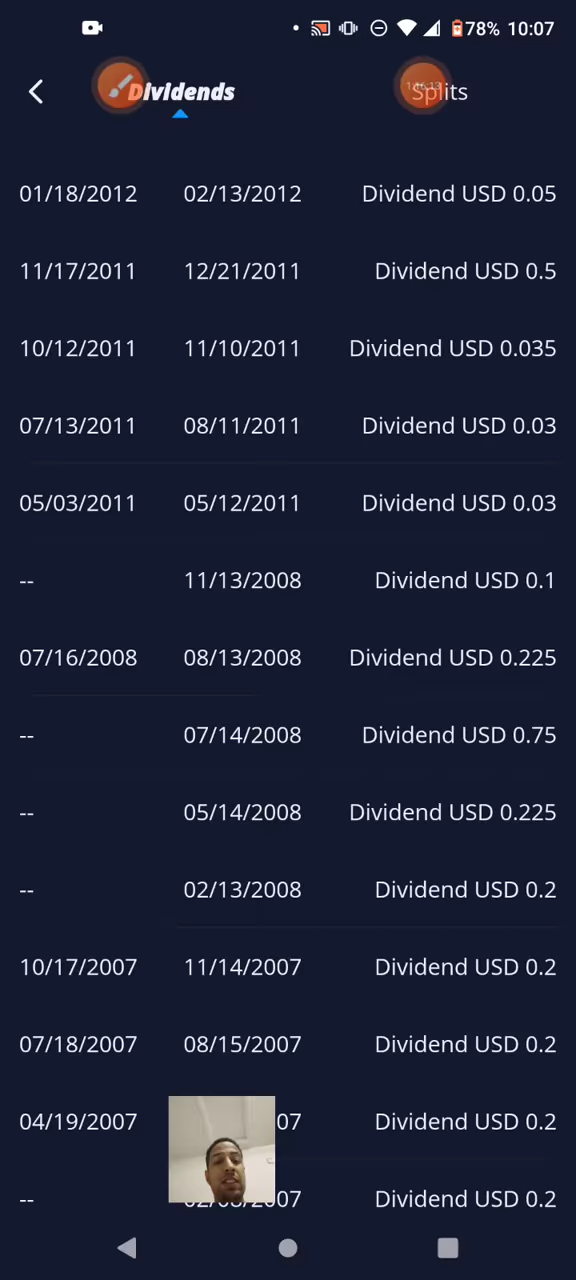 78% 10:07
Dividends Splits
01/18/2012 02/13/2012 Dividend USD 0.05
11/17/2011 12/21/2011 Dividend USD 0.5
10/12/2011 11/10/2011 Dividend USD 0.035
07/13/2011 08/11/2011 Dividend USD 0.03
05/03/2011 05/12/2011 Dividend USD 0.03
-- 11/13/2008 Dividend USD 0.1
07/16/2008 08/13/2008 Dividend USD 0.225
-- 07/14/2008 Dividend USD 0.75
-- 05/14/2008 Dividend USD 0.225
-- 02/13/2008 Dividend USD 0.2
10/17/2007 11/14/2007 Dividend USD 0.2
07/18/2007 08/15/2007 Dividend USD 0.2
04/19/2007 07 Dividend USD 0.2
-- Dividend USD 0.2